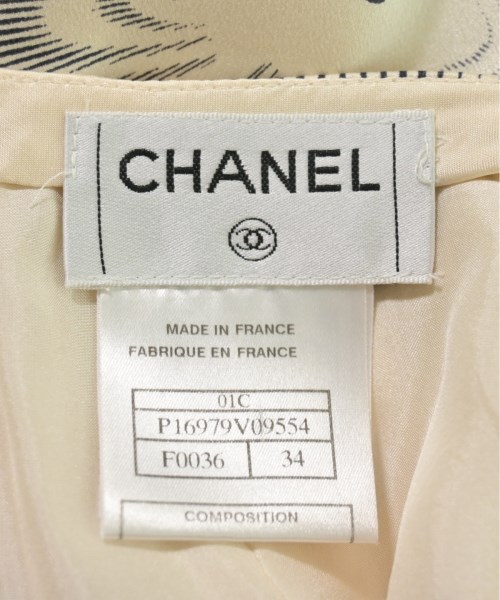 CHANEL
MADE IN FRANCE
FABRIQUE EN FRANCE
01C
P16979V09554
F0036 34
COMPOSITION